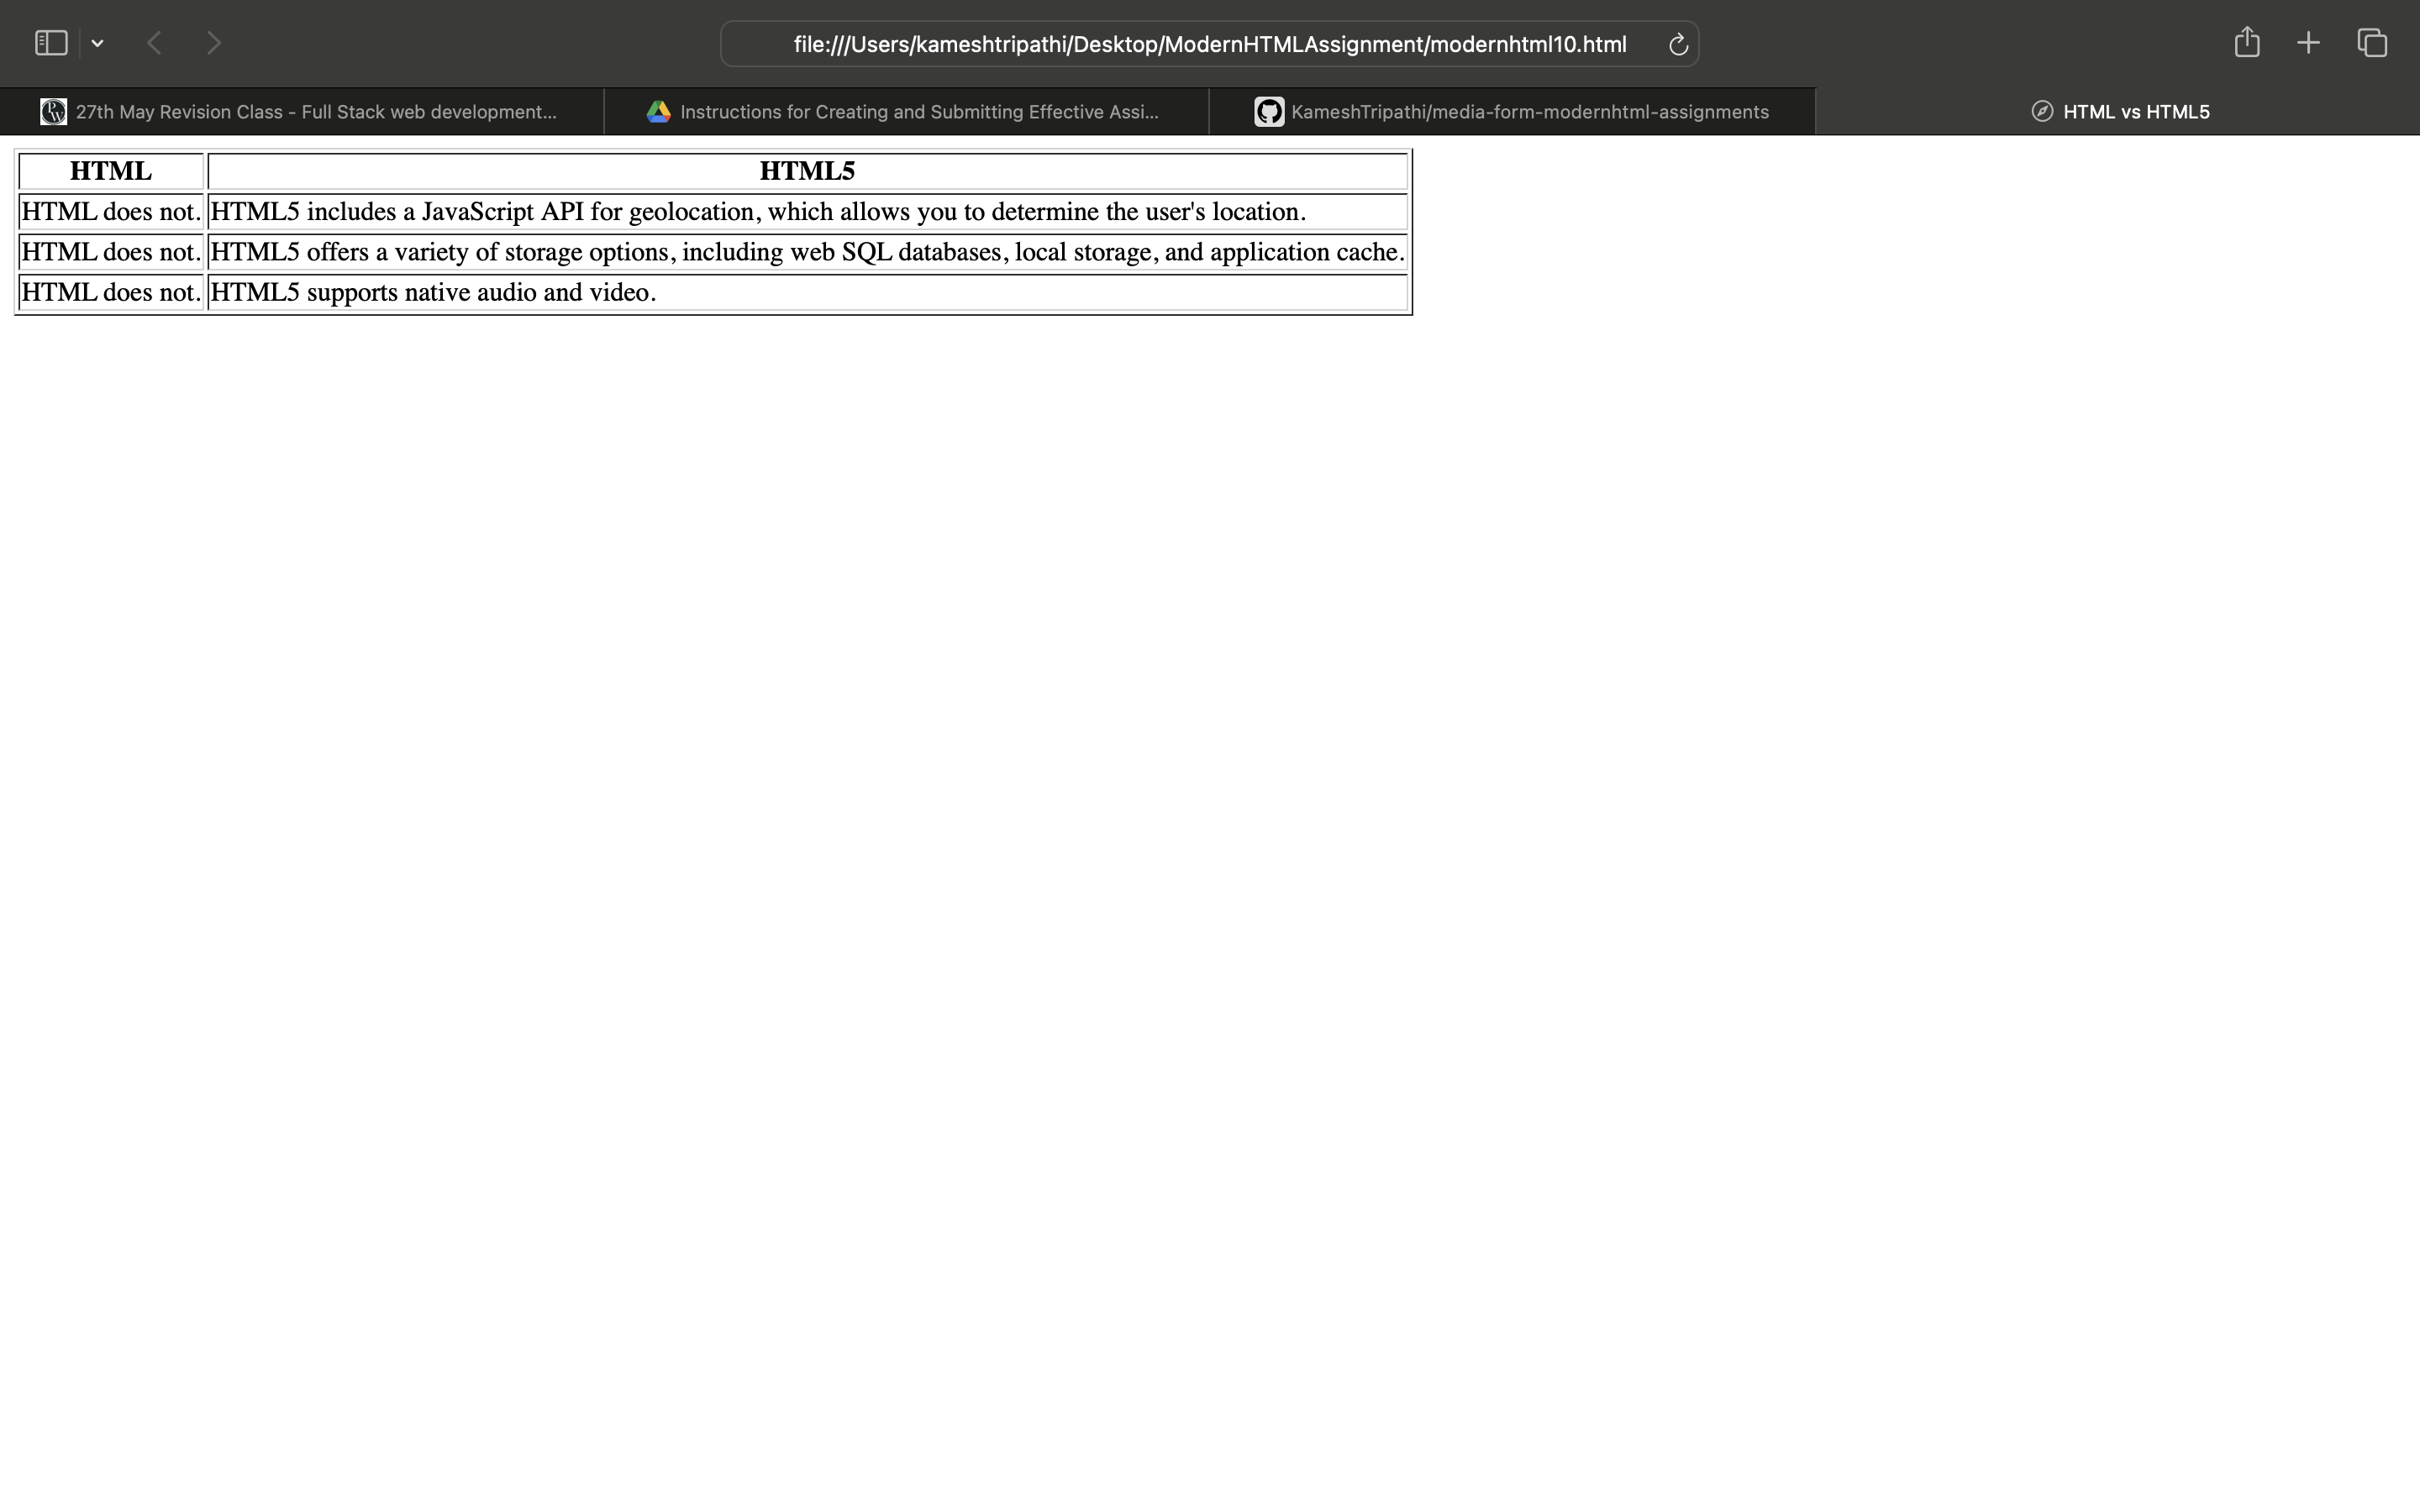 file:///Users/kameshtripathi/Desktop/ModernHTMLAssignment/modernhtml10.html
27th May Revision Class - Full Stack web development...
Instructions for Creating and Submitting Effective Assi...
KameshTripathi/media-form-modernhtml-assignments
HTML vs HTML5
HTML HTML5
HTML does not. HTML5 includes a JavaScript API for geolocation, which allows you to determine the user's location.
HTML does not. HTML5 offers a variety of storage options, including web SQL databases, local storage, and application cache.
HTML does not. HTML5 supports native audio and video.